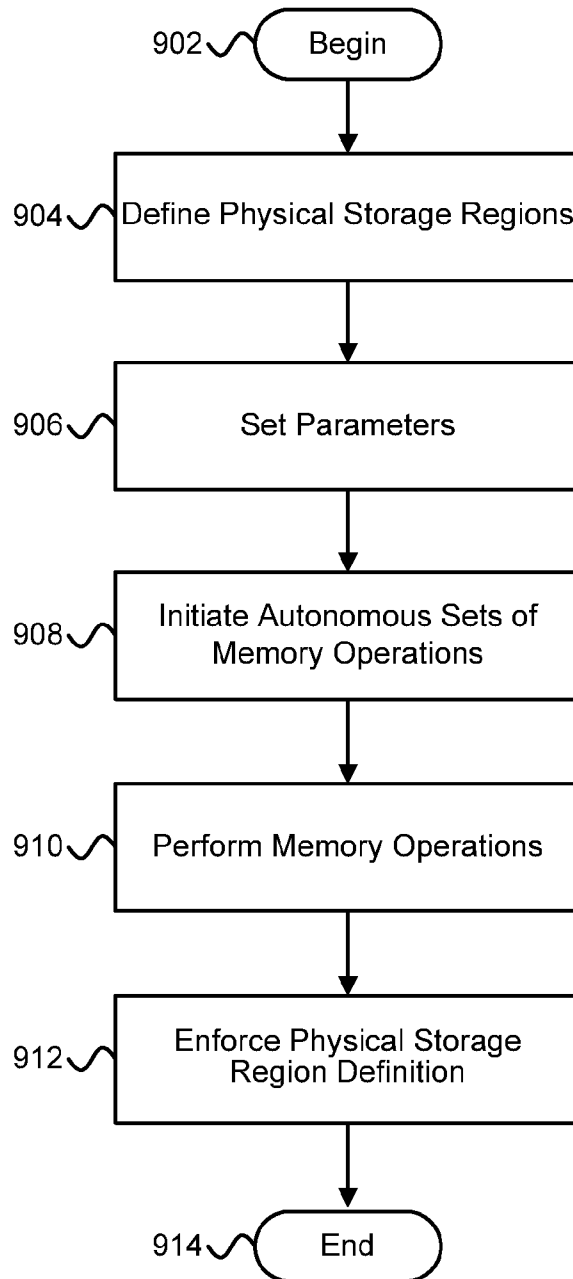 902 Begin
904 Define Physical Storage Regions
906 Set Parameters
908 Initiate Autonomous Sets of
Memory Operations
910 Perform Memory Operations
912 Enforce Physical Storage
Region Definition
914 End